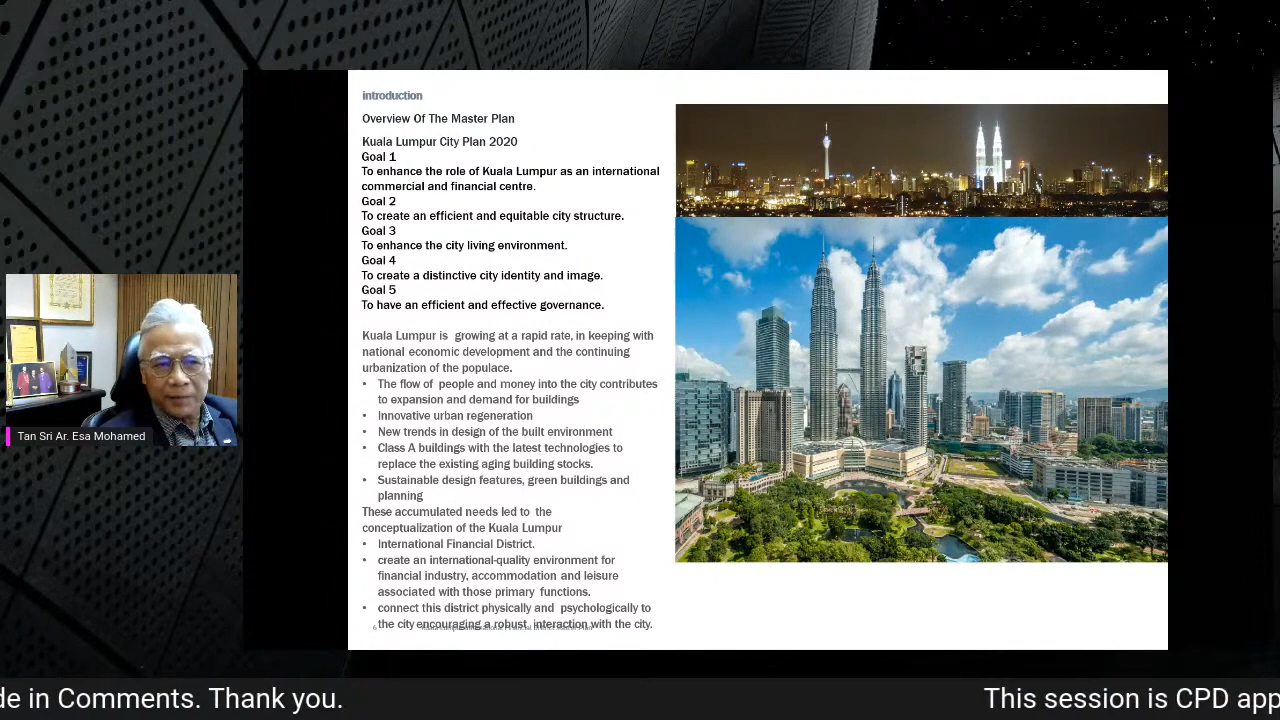 introduction
Overview Of The Master Plan
Kuala Lumpur City Plan 2020
Goal 1
To enhance the role of Kuala Lumpur as an international
commercial and financial centre.
Goal 2
To create an efficient and equitable city structure.
Goal 3
To enhance the city living environment.
Goal 4
To create a distinctive city identity and image.
Goal 5
To have an efficient and effective governance.
Kuala Lumpur is growing at a rapid rate, in keeping with
national economic development and the continuing
urbanization of the populace.
• The flow of people and money into the city contributes
to expansion and demand for buildings
• Innovative urban regeneration
• New trends in design of the built environment
• Class A buildings with the latest technologies to
replace the existing aging building stocks.
• Sustainable design features, green buildings and
planning
These accumulated needs led to the
conceptualization of the Kuala Lumpur
• International Financial District.
• create an international-quality environment for
financial industry, accommodation and leisure
associated with those primary functions.
• connect this district physically and psychologically to
the city encouraging a robust interaction with the city.
6
Tan Sri Ar. Esa Mohamed
de in Comments. Thank you.
This session is CPD app